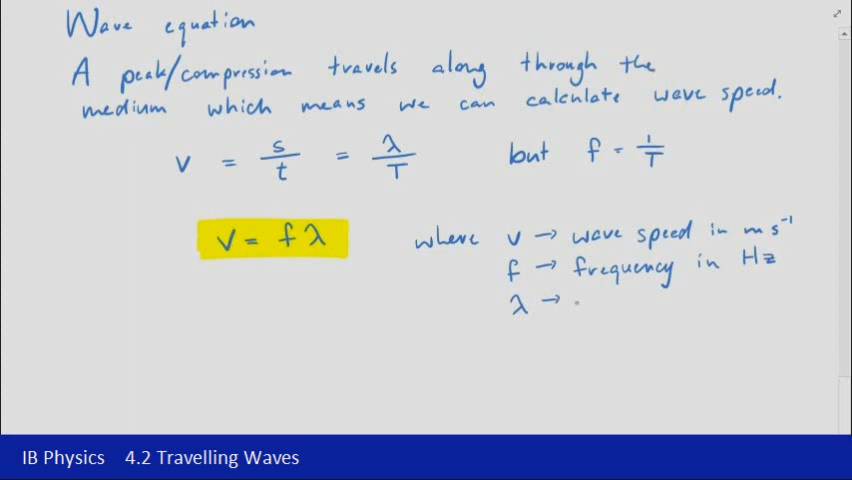 Wave equation
A peak/compression travels along through the
medium which means we can calculate wave speed.
v = s/t = λ/T but f = 1/T
v = fλ where v → wave speed in m s⁻¹
f → frequency in Hz
λ →
IB Physics 4.2 Travelling Waves